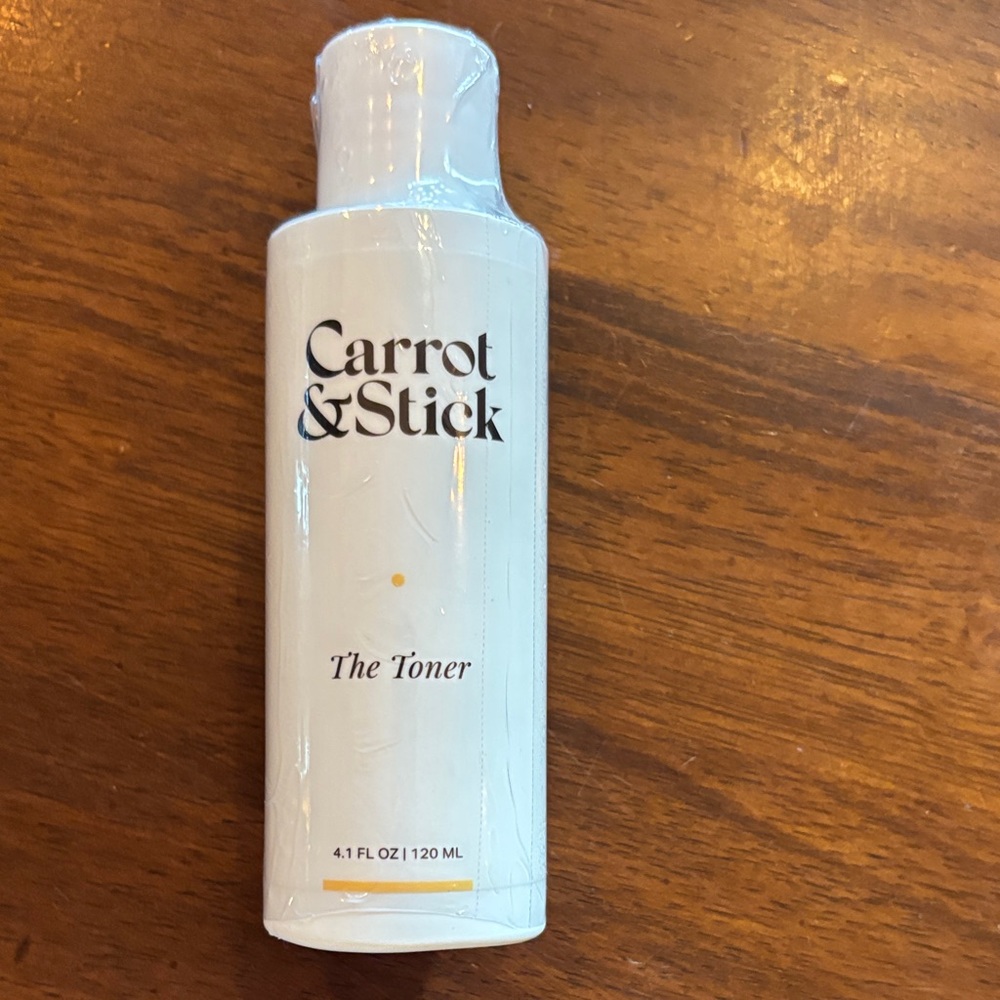 Carrot
&Stick
The Toner
4.1 FL OZ | 120 ML